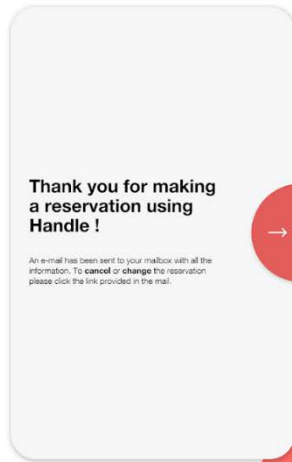 Thank you for making
a reservation using
Handle !
An e-mail has been sent to your mailbox with all the
information. To cancel or change the reservation
please click the link provided in the mail.